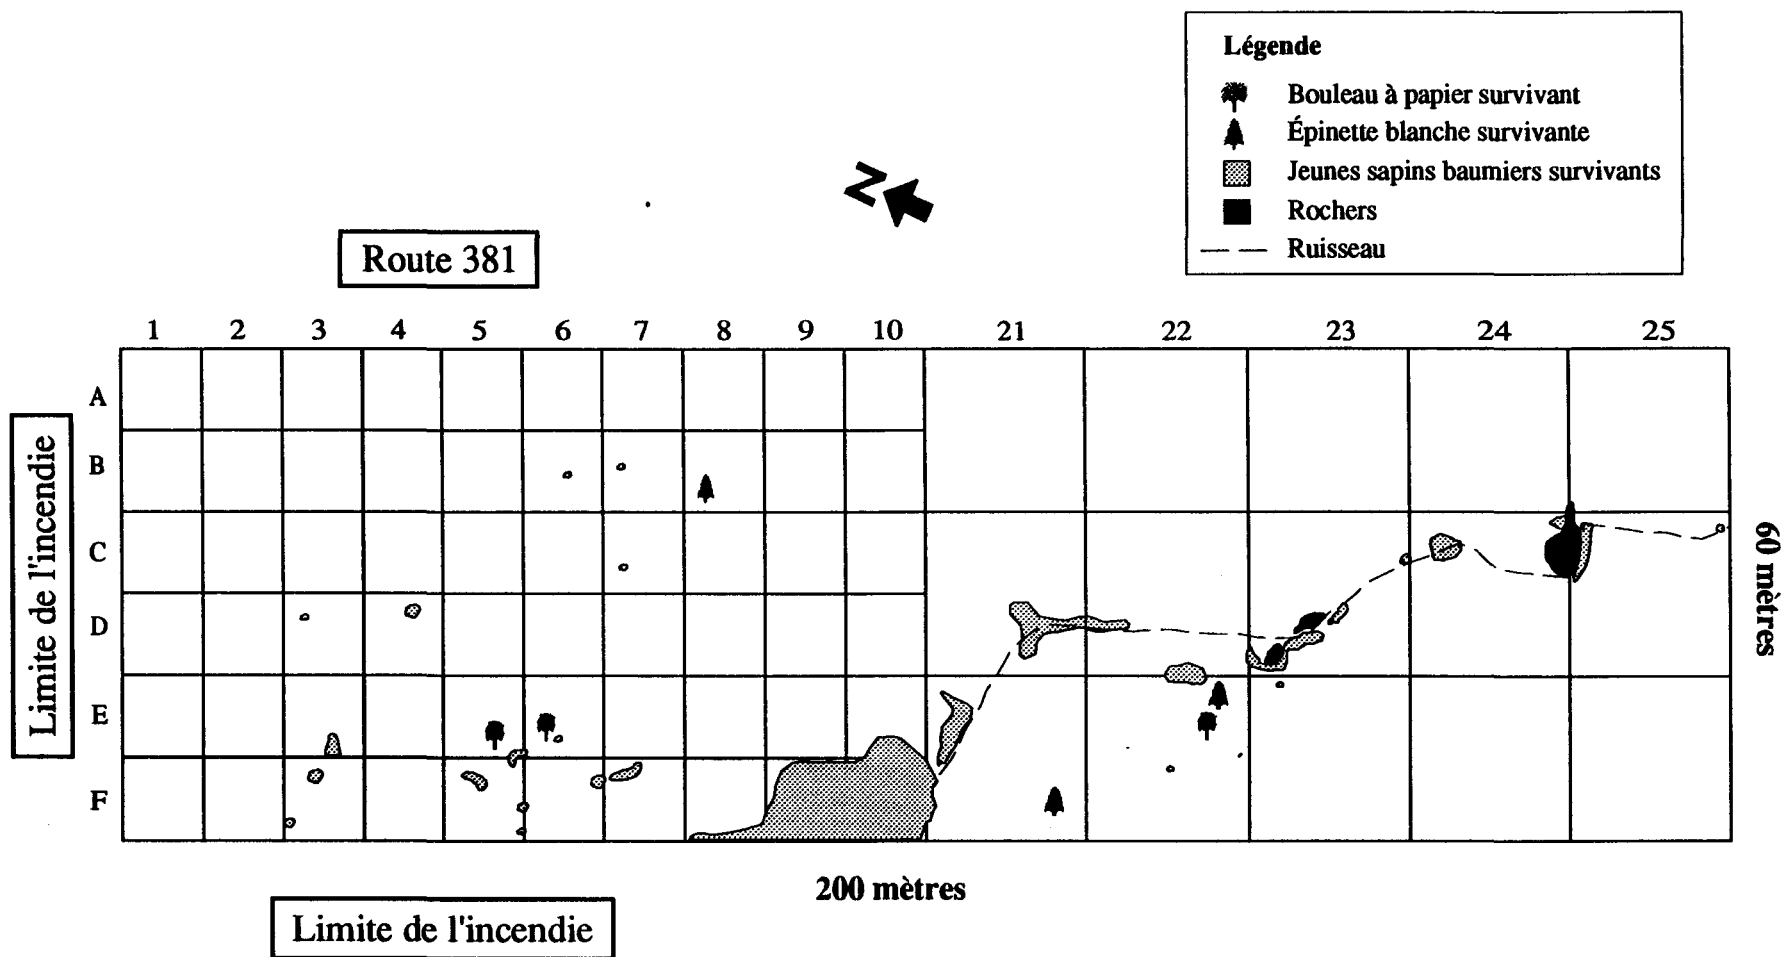 Légende
Bouleau à papier survivant
Épinette blanche survivante
Jeunes sapins baumiers survivants
Rochers
Ruisseau
N
Route 381
1 2 3 4 5 6 7 8 9 10 21 22 23 24 25
A
B
C
D
E
F
Limite de l'incendie
60 mètres
200 mètres
Limite de l'incendie